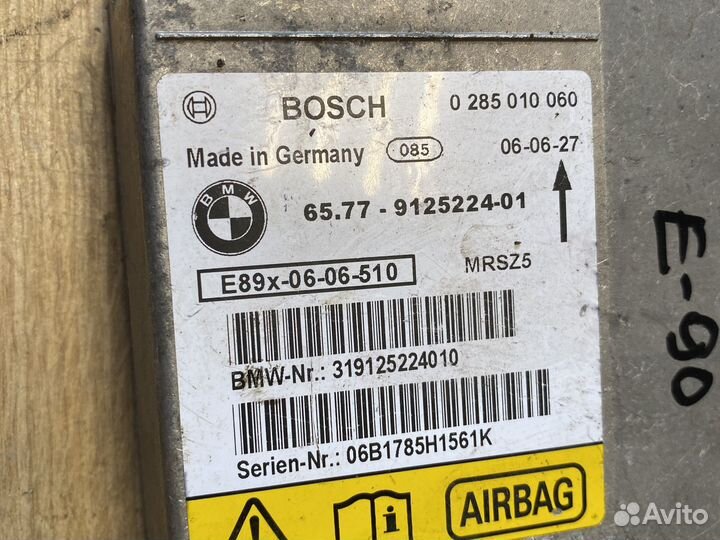 BOSCH 0 285 010 060
Made in Germany 085 06-06-27
BMW 65.77 - 9125224-01
E89x-06-06-510 MRSZ5
BMW-Nr.: 319125224010
Serien-Nr.: 06B1785H1561K
i AIRBAG
E-90
Avito